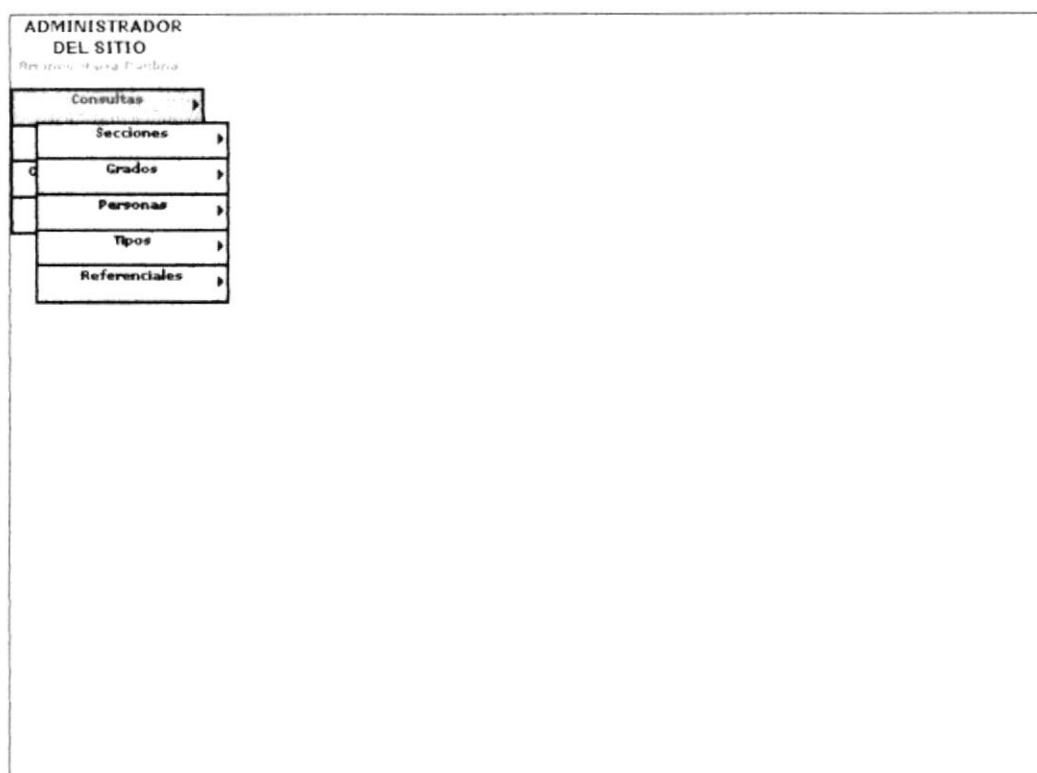 ADMINISTRADOR
DEL SITIO
Consultas
Secciones
Grados
Personas
Tipos
Referenciales